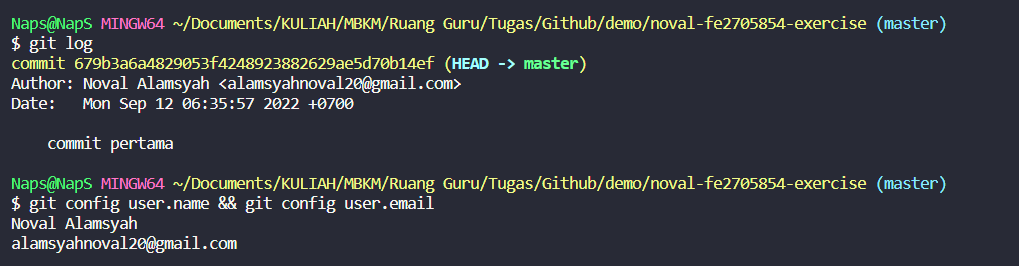 Naps@NapS MINGW64 ~/Documents/KULIAH/MBKM/Ruang Guru/Tugas/Github/demo/noval-fe2705854-exercise (master)
$ git log
commit 679b3a6a4829053f4248923882629ae5d70b14ef (HEAD -> master)
Author: Noval Alamsyah <alamsyahnoval20@gmail.com>
Date:   Mon Sep 12 06:35:57 2022 +0700
    commit pertama
Naps@NapS MINGW64 ~/Documents/KULIAH/MBKM/Ruang Guru/Tugas/Github/demo/noval-fe2705854-exercise (master)
$ git config user.name && git config user.email
Noval Alamsyah
alamsyahnoval20@gmail.com